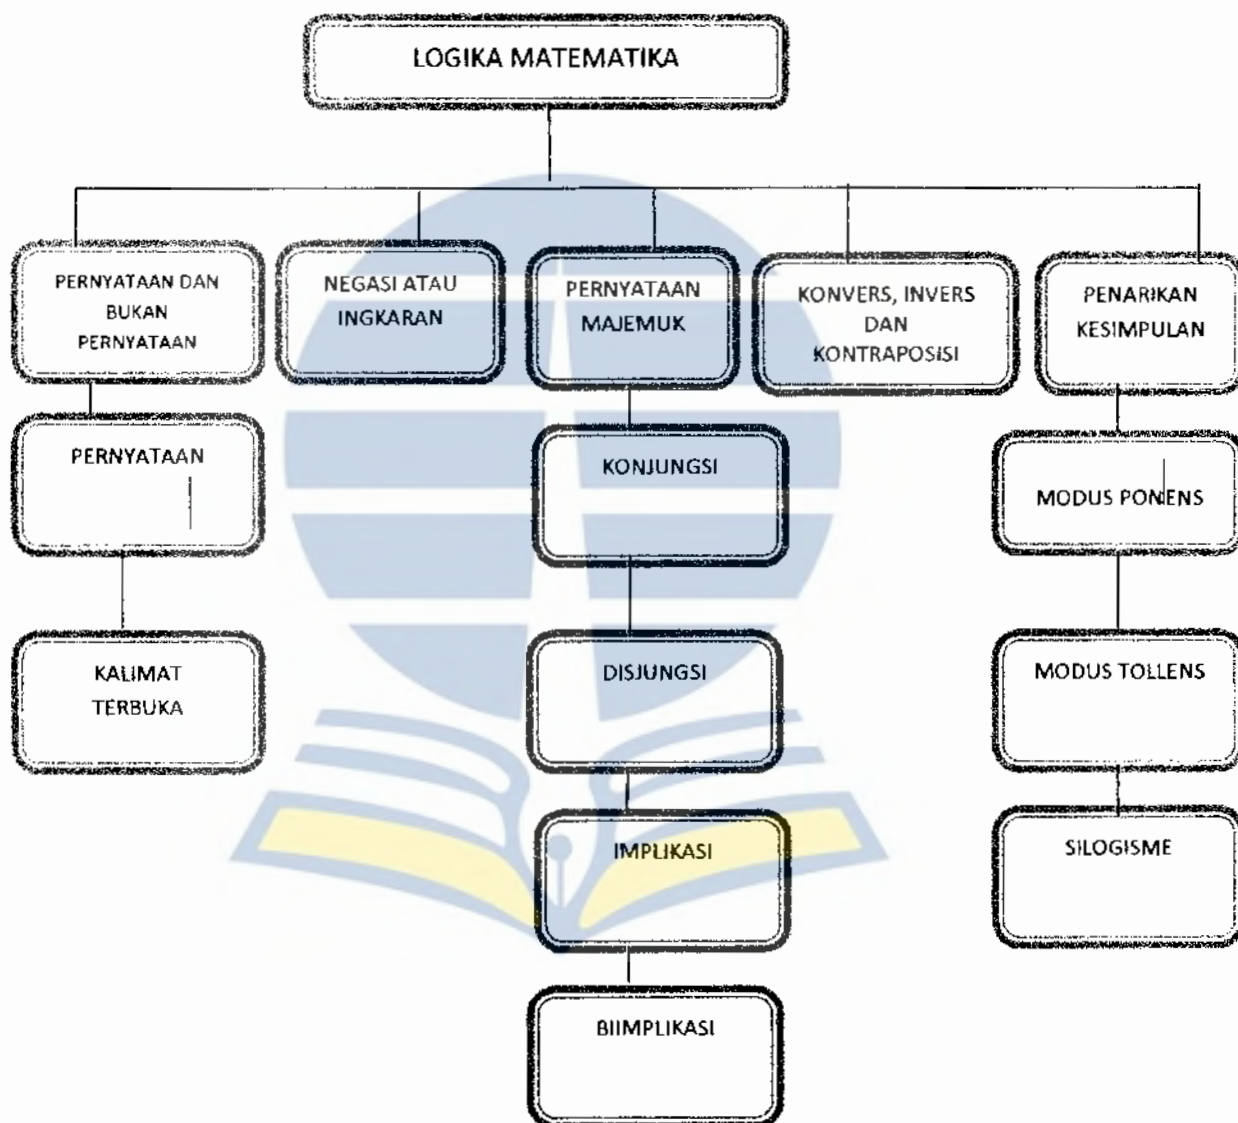 LOGIKA MATEMATIKA
PERNYATAAN DAN
BUKAN
PERNYATAAN
NEGASI ATAU
INGKARAN
PERNYATAAN
MAJEMUK
KONVERS, INVERS
DAN
KONTRAPOSISI
PENARIKAN
KESIMPULAN
PERNYATAAN
KONJUNGSI
MODUS PONENS
KALIMAT
TERBUKA
DISJUNGSI
MODUS TOLLENS
IMPLIKASI
SILOGISME
BIIMPLIKASI